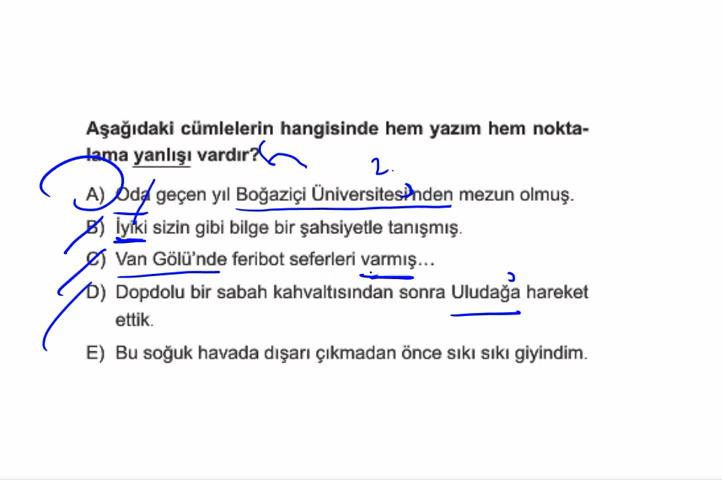 Aşağıdaki cümlelerin hangisinde hem yazım hem nokta-
lama yanlışı vardır?
2.
A) Oda geçen yıl Boğaziçi Üniversitesinden mezun olmuş.
B) İyiki sizin gibi bilge bir şahsiyetle tanışmış.
C) Van Gölü'nde feribot seferleri varmış...
D) Dopdolu bir sabah kahvaltısından sonra Uludağa hareket
ettik.
E) Bu soğuk havada dışarı çıkmadan önce sıkı sıkı giyindim.